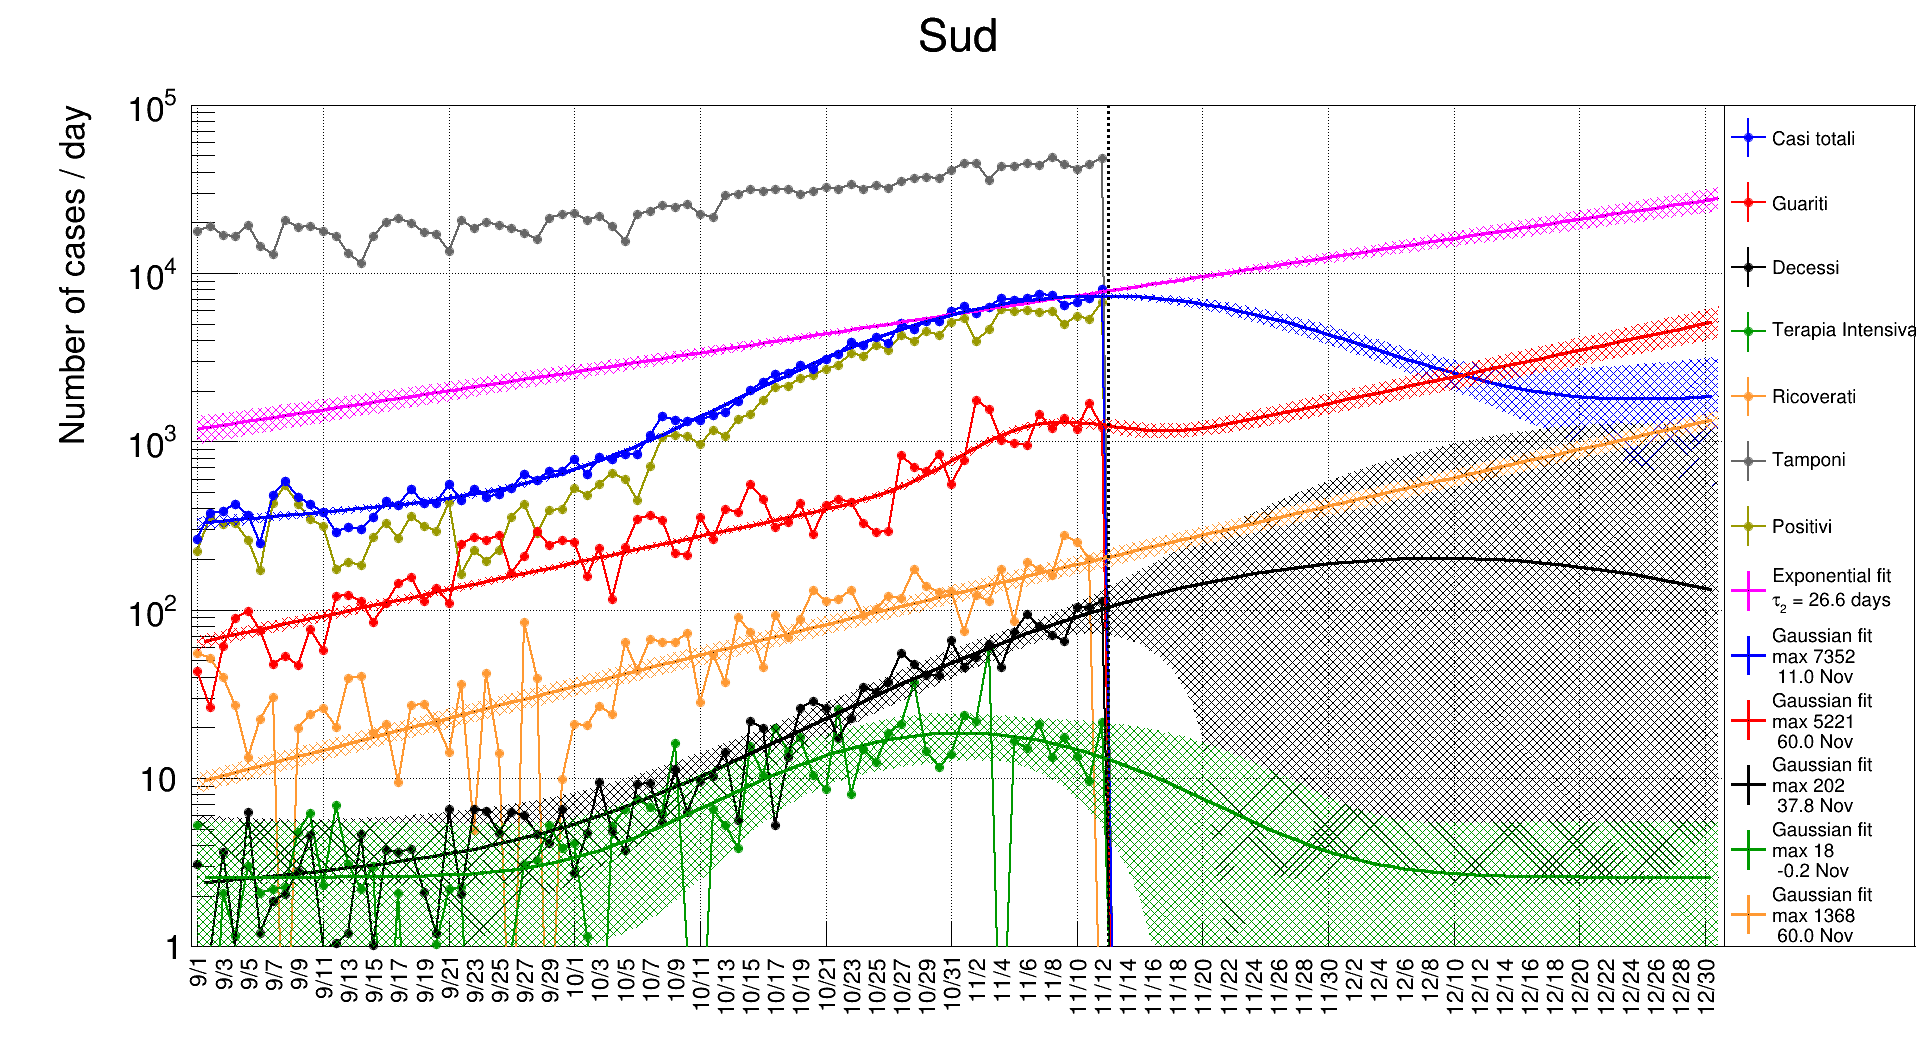 Sud
Number of cases / day
10^5
10^4
10^3
10^2
10
1
9/1 9/3 9/5 9/7 9/9 9/11 9/13 9/15 9/17 9/19 9/21 9/23 9/25 9/27 9/29 10/1 10/3 10/5 10/7 10/9 10/11 10/13 10/15 10/17 10/19 10/21 10/23 10/25 10/27 10/29 10/31 11/2 11/4 11/6 11/8 11/10 11/12 11/14 11/16 11/18 11/20 11/22 11/24 11/26 11/28 11/30 12/2 12/4 12/6 12/8 12/10 12/12 12/14 12/16 12/18 12/20 12/22 12/24 12/26 12/28 12/30
Casi totali
Guariti
Decessi
Terapia Intensiva
Ricoverati
Tamponi
Positivi
Exponential fit
τ2 = 26.6 days
Gaussian fit
max 7352
11.0 Nov
Gaussian fit
max 5221
60.0 Nov
Gaussian fit
max 202
37.8 Nov
Gaussian fit
max 18
-0.2 Nov
Gaussian fit
max 1368
60.0 Nov